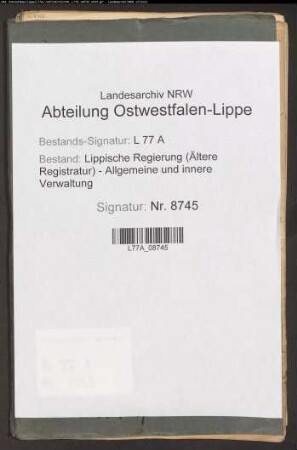 Landesarchiv NRW
Abteilung Ostwestfalen-Lippe
Bestands-Signatur: L 77 A
Bestand: Lippische Regierung (Ältere
Registratur) - Allgemeine und innere
Verwaltung
Signatur: Nr. 8745
L77A_08745